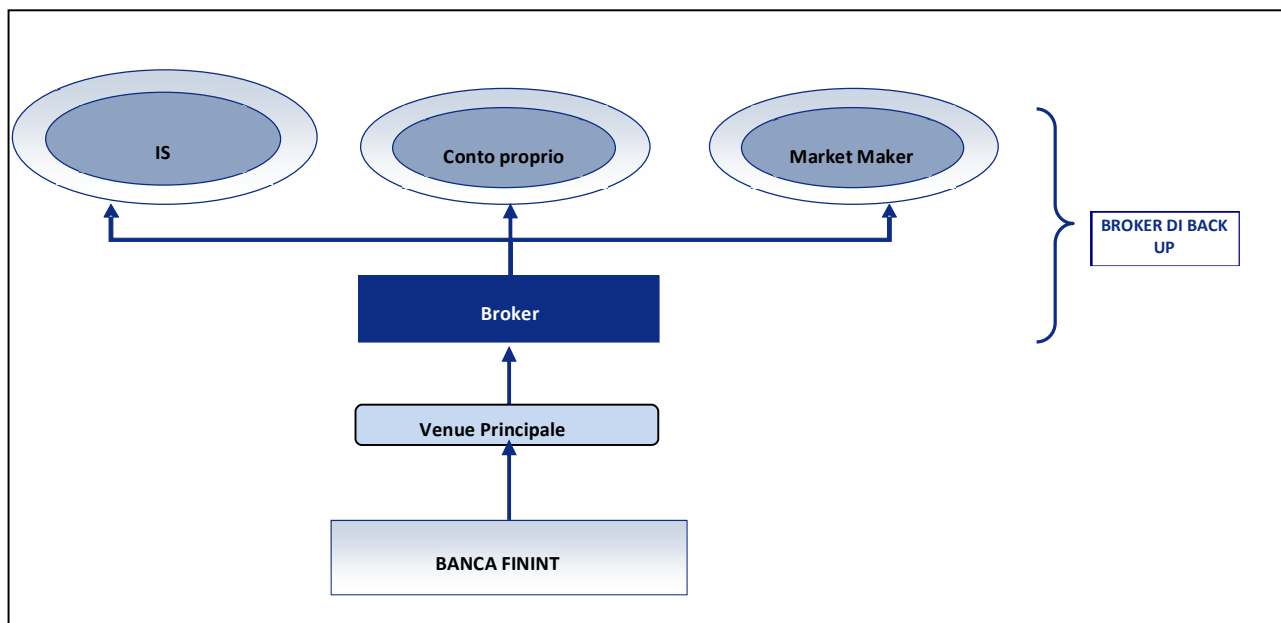 IS
Conto proprio
Market Maker
BROKER DI BACK
UP
Broker
Venue Principale
BANCA FININT